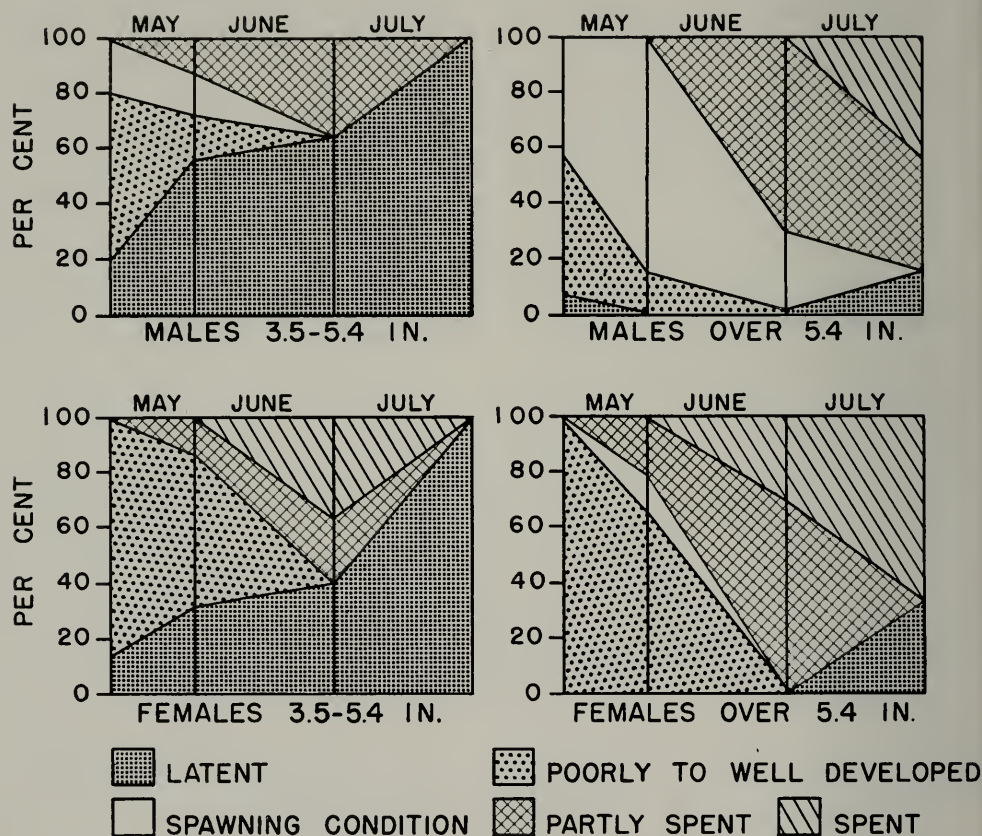 MAY JUNE JULY
MAY JUNE JULY
PER CENT
100
80
60
40
20
0
100
80
60
40
20
0
MALES 3.5-5.4 IN.
MALES OVER 5.4 IN.
MAY JUNE JULY
MAY JUNE JULY
PER CENT
100
80
60
40
20
0
100
80
60
40
20
0
FEMALES 3.5-5.4 IN.
FEMALES OVER 5.4 IN.
LATENT
POORLY TO WELL DEVELOPED
SPAWNING CONDITION
PARTLY SPENT
SPENT